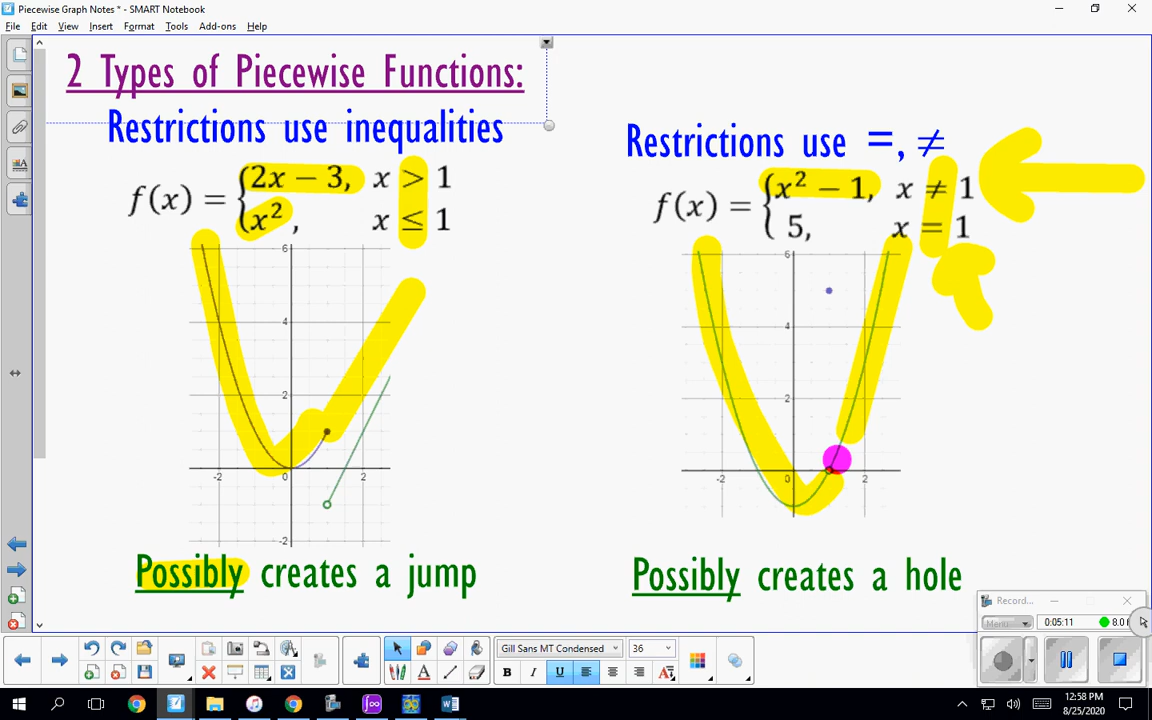 Piecewise Graph Notes * - SMART Notebook
File Edit View Insert Format Tools Add-ons Help
2 Types of Piecewise Functions:
Restrictions use inequalities
f(x) = {2x − 3, x > 1
x², x ≤ 1
6
4
2
-2 0 2
-2
Possibly creates a jump
Restrictions use =, ≠
f(x) = {x² − 1, x ≠ 1
5, x = 1
6
4
2
-2 0 2
Possibly creates a hole
Record...
Menu 0:05:11 8.0
Gill Sans MT Condensed 36
B I U
12:58 PM
8/25/2020